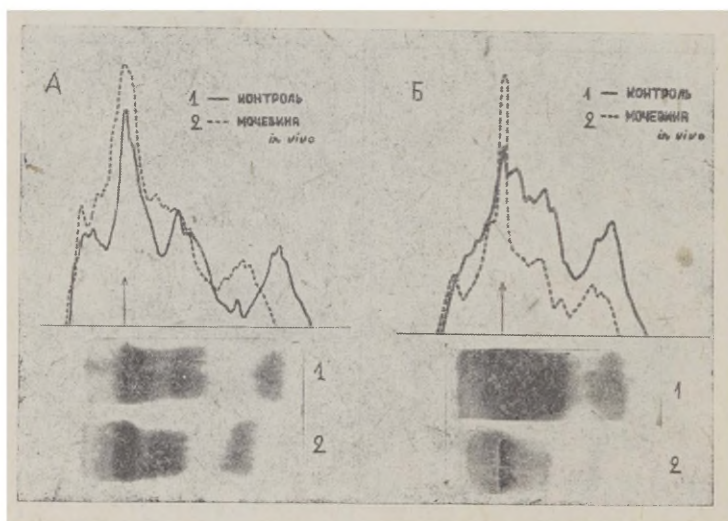 А
1 — КОНТРОЛЬ
2 --- МОЧЕВИНА
in vivo
Б
1 — КОНТРОЛЬ
2 --- МОЧЕВИНА
in vivo
1
2
1
2